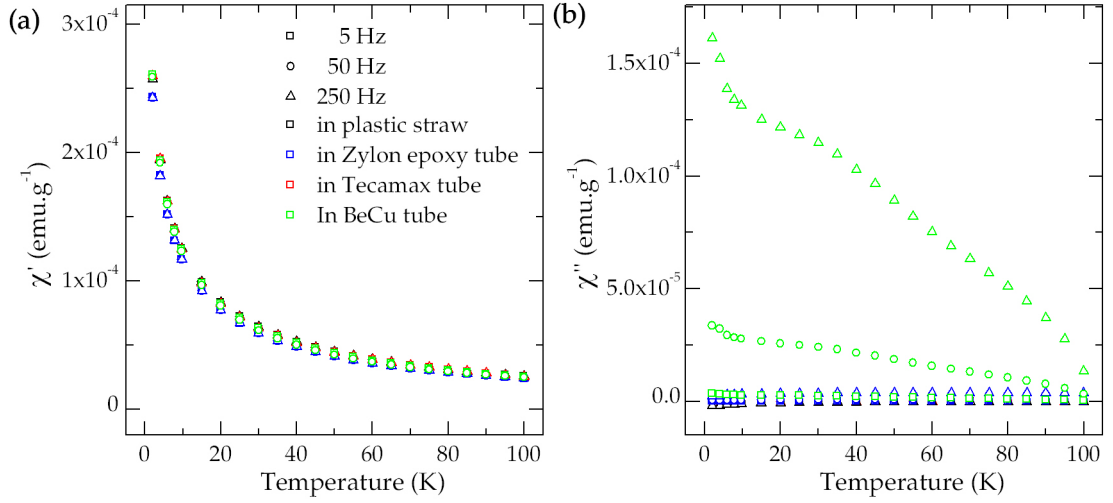 (a)
3x10⁻⁴
2x10⁻⁴
1x10⁻⁴
0
χ' (emu.g⁻¹)
5 Hz
50 Hz
250 Hz
in plastic straw
in Zylon epoxy tube
in Tecamax tube
In BeCu tube
0 20 40 60 80 100
Temperature (K)
(b)
1.5x10⁻⁴
1.0x10⁻⁴
5.0x10⁻⁵
0.0
χ'' (emu.g⁻¹)
0 20 40 60 80 100
Temperature (K)